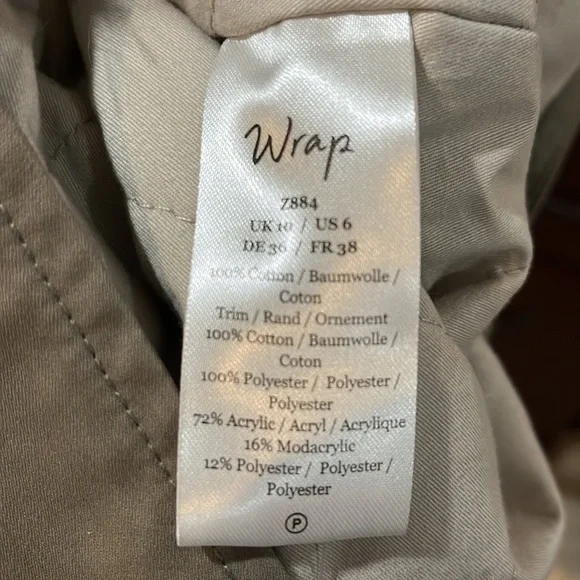 Wrap
Z884
UK 10 / US 6
DE 36 / FR 38
100% Cotton / Baumwolle /
Coton
Trim / Rand / Ornement
100% Cotton / Baumwolle /
Coton
100% Polyester / Polyester /
Polyester
72% Acrylic / Acryl / Acrylique
16% Modacrylic
12% Polyester / Polyester /
Polyester
P